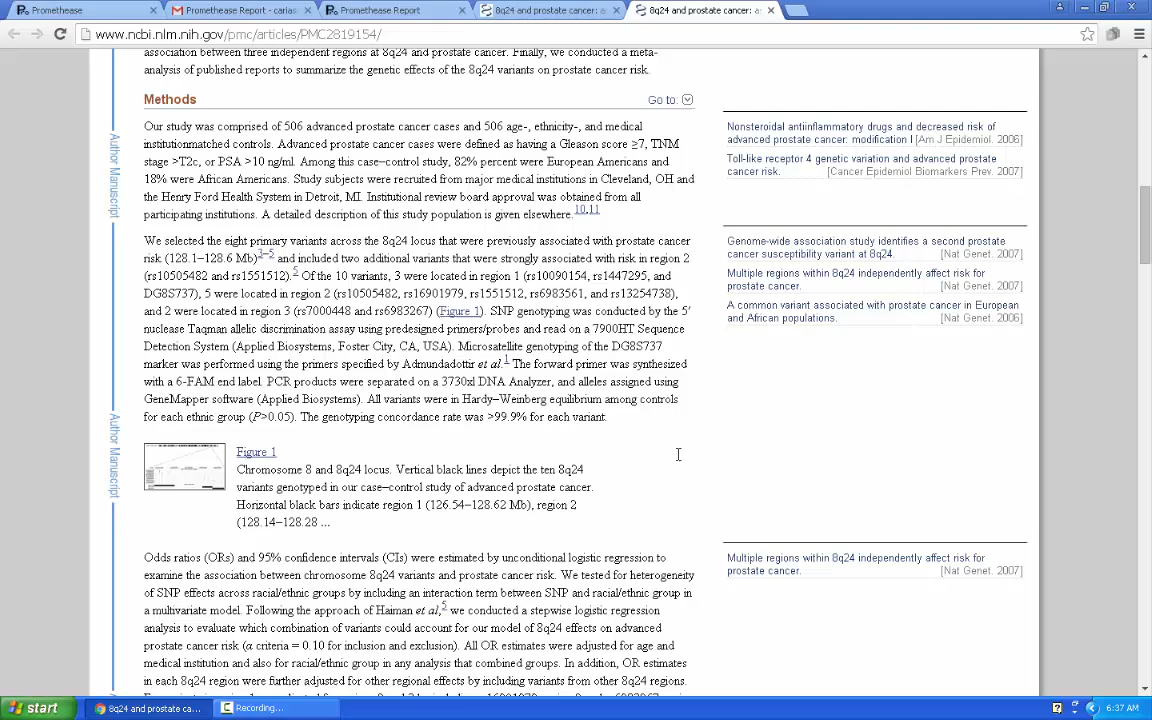 Promethease
Promethease Report - carias
Promethease Report
8q24 and prostate cancer: a
8q24 and prostate cancer: a
www.ncbi.nlm.nih.gov/pmc/articles/PMC2819154/
association between three independent regions at 8q24 and prostate cancer. Finally, we conducted a meta-
analysis of published reports to summarize the genetic effects of the 8q24 variants on prostate cancer risk.
Methods
Go to:
Our study was comprised of 506 advanced prostate cancer cases and 506 age-, ethnicity-, and medical
institutionmatched controls. Advanced prostate cancer cases were defined as having a Gleason score ≥7, TNM
stage >T2c, or PSA >10 ng/ml. Among this case–control study, 82% percent were European Americans and
18% were African Americans. Study subjects were recruited from major medical institutions in Cleveland, OH and
the Henry Ford Health System in Detroit, MI. Institutional review board approval was obtained from all
participating institutions. A detailed description of this study population is given elsewhere.10,11
We selected the eight primary variants across the 8q24 locus that were previously associated with prostate cancer
risk (128.1–128.6 Mb)3–5 and included two additional variants that were strongly associated with risk in region 2
(rs10505482 and rs1551512).5 Of the 10 variants, 3 were located in region 1 (rs10090154, rs1447295, and
DG8S737), 5 were located in region 2 (rs10505482, rs16901979, rs1551512, rs6983561, and rs13254738),
and 2 were located in region 3 (rs7000448 and rs6983267) (Figure 1). SNP genotyping was conducted by the 5′
nuclease Taqman allelic discrimination assay using predesigned primers/probes and read on a 7900HT Sequence
Detection System (Applied Biosystems, Foster City, CA, USA). Microsatellite genotyping of the DG8S737
marker was performed using the primers specified by Admundadottir et al.1 The forward primer was synthesized
with a 6-FAM end label. PCR products were separated on a 3730xl DNA Analyzer, and alleles assigned using
GeneMapper software (Applied Biosystems). All variants were in Hardy–Weinberg equilibrium among controls
for each ethnic group (P>0.05). The genotyping concordance rate was >99.9% for each variant.
Figure 1
Chromosome 8 and 8q24 locus. Vertical black lines depict the ten 8q24
variants genotyped in our case–control study of advanced prostate cancer.
Horizontal black bars indicate region 1 (126.54–128.62 Mb), region 2
(128.14–128.28 ...
Odds ratios (ORs) and 95% confidence intervals (CIs) were estimated by unconditional logistic regression to
examine the association between chromosome 8q24 variants and prostate cancer risk. We tested for heterogeneity
of SNP effects across racial/ethnic groups by including an interaction term between SNP and racial/ethnic group in
a multivariate model. Following the approach of Haiman et al,5 we conducted a stepwise logistic regression
analysis to evaluate which combination of variants could account for our model of 8q24 effects on advanced
prostate cancer risk (α criteria = 0.10 for inclusion and exclusion). All OR estimates were adjusted for age and
medical institution and also for racial/ethnic group in any analysis that combined groups. In addition, OR estimates
in each 8q24 region were further adjusted for other regional effects by including variants from other 8q24 regions.
Author Manuscript
Author Manuscript
Nonsteroidal antiinflammatory drugs and decreased risk of
advanced prostate cancer: modification l [Am J Epidemiol. 2006]
Toll-like receptor 4 genetic variation and advanced prostate
cancer risk. [Cancer Epidemiol Biomarkers Prev. 2007]
Genome-wide association study identifies a second prostate
cancer susceptibility variant at 8q24. [Nat Genet. 2007]
Multiple regions within 8q24 independently affect risk for
prostate cancer. [Nat Genet. 2007]
A common variant associated with prostate cancer in European
and African populations. [Nat Genet. 2006]
Multiple regions within 8q24 independently affect risk for
prostate cancer. [Nat Genet. 2007]
start
8q24 and prostate ca...
Recording...
6:37 AM